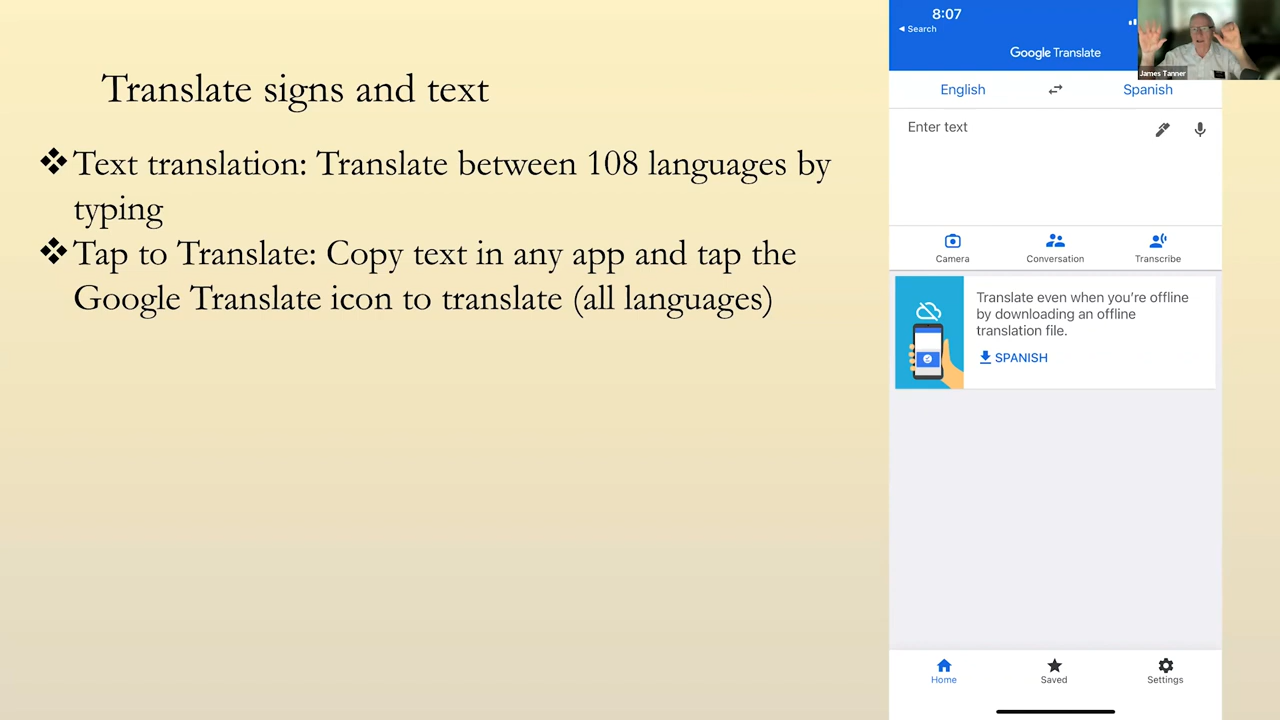 Translate signs and text
❖Text translation: Translate between 108 languages by
typing
❖Tap to Translate: Copy text in any app and tap the
Google Translate icon to translate (all languages)
8:07
◀ Search
Google Translate
James Tanner
English
Spanish
Enter text
Camera
Conversation
Transcribe
Translate even when you're offline
by downloading an offline
translation file.
SPANISH
Home
Saved
Settings